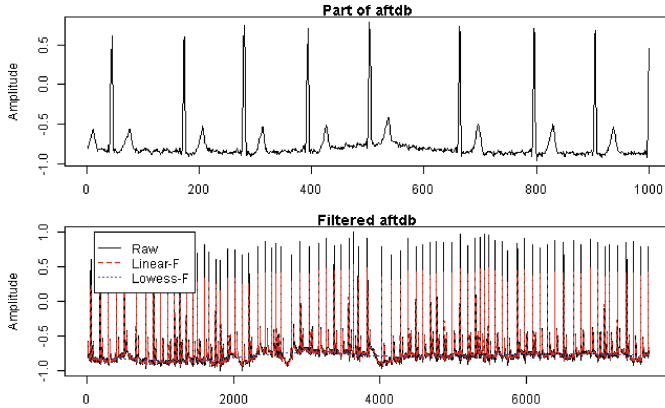 Part of aftdb
Amplitude
0.5
0.0
-0.5
-1.0
0 200 400 600 800 1000
Filtered aftdb
Amplitude
1.0
0.5
0.0
-0.5
-1.0
Raw
Linear-F
Lowess-F
0 2000 4000 6000